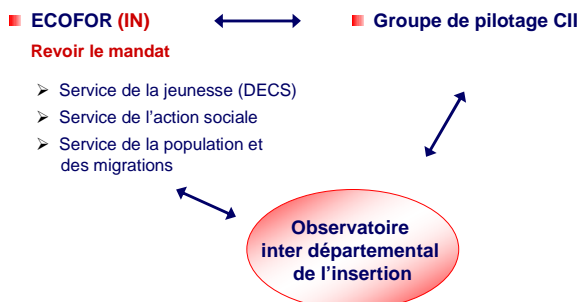 ECOFOR (IN)
Groupe de pilotage CII
Revoir le mandat
Service de la jeunesse (DECS)
Service de l'action sociale
Service de la population et
des migrations
Observatoire
inter départemental
de l'insertion